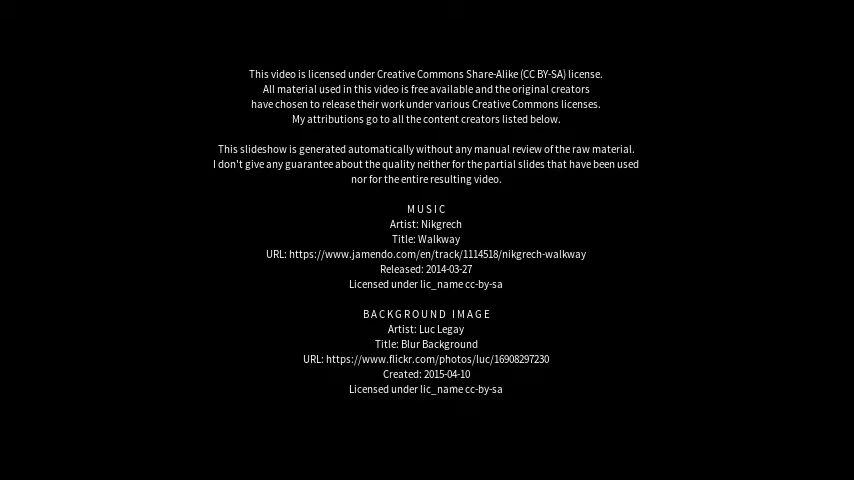 This video is licensed under Creative Commons Share-Alike (CC BY-SA) license.
All material used in this video is free available and the original creators
have chosen to release their work under various Creative Commons licenses.
My attributions go to all the content creators listed below.
This slideshow is generated automatically without any manual review of the raw material.
I don't give any guarantee about the quality neither for the partial slides that have been used
nor for the entire resulting video.
M U S I C
Artist: Nikgrech
Title: Walkway
URL: https://www.jamendo.com/en/track/1114518/nikgrech-walkway
Released: 2014-03-27
Licensed under lic_name cc-by-sa
B A C K G R O U N D   I M A G E
Artist: Luc Legay
Title: Blur Background
URL: https://www.flickr.com/photos/luc/16908297230
Created: 2015-04-10
Licensed under lic_name cc-by-sa